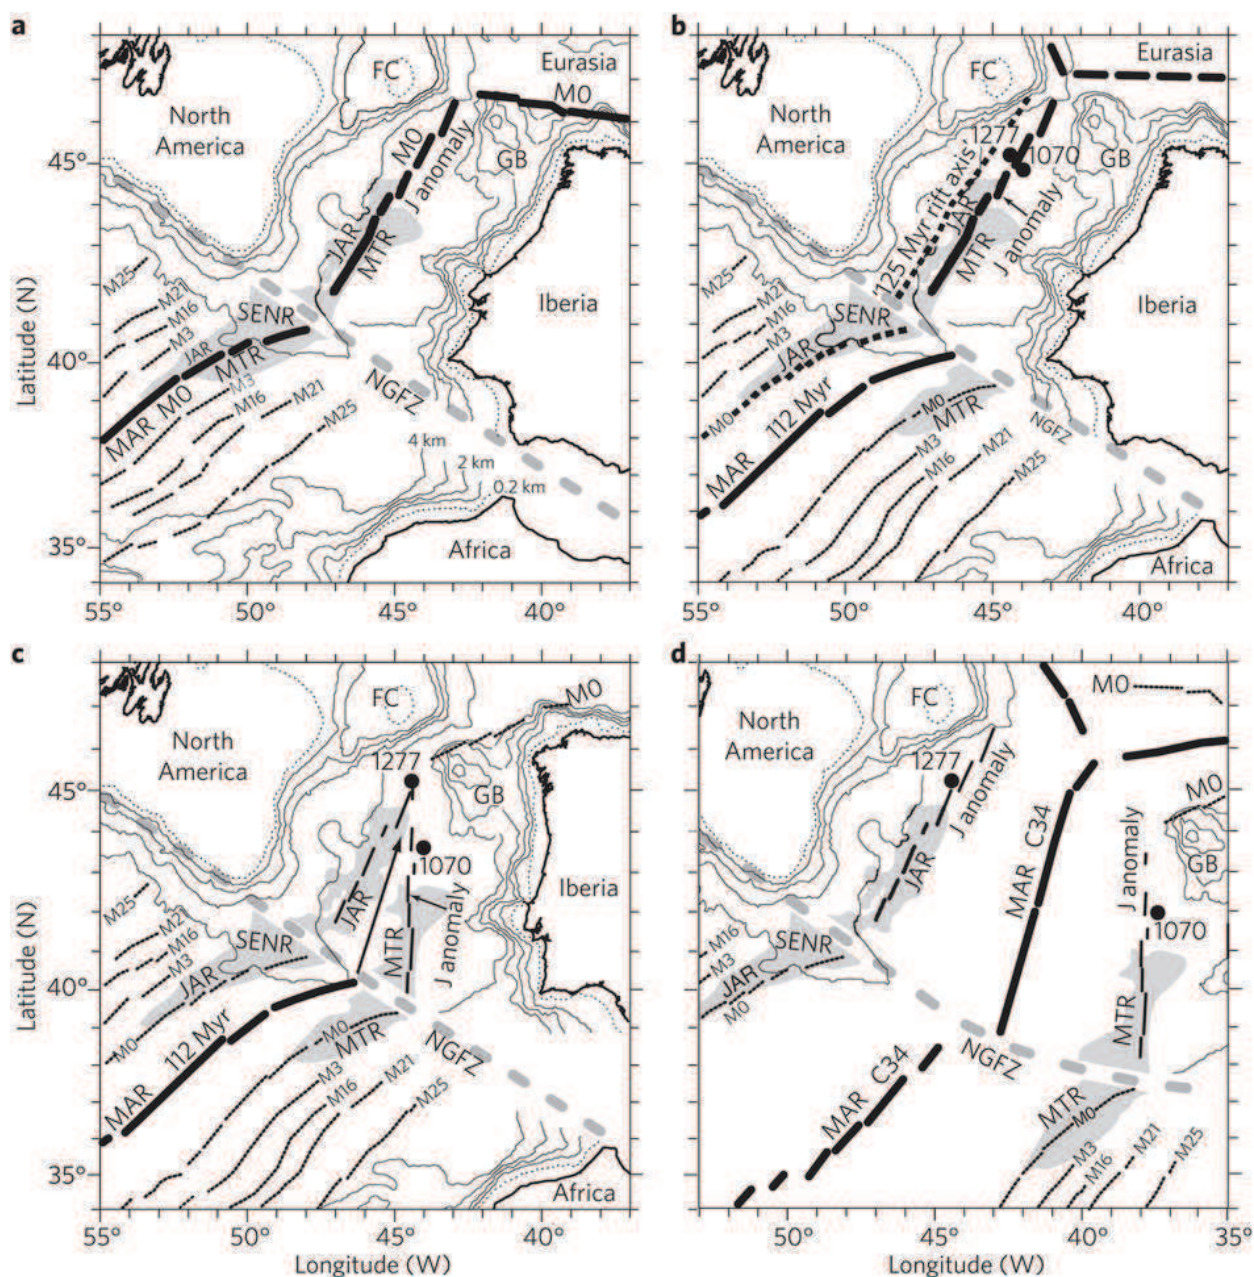 a
FC
Eurasia
M0
North
America
M0
J anomaly
GB
45°
JAR
MTR
M25
M21
M16
M3
SENR
Iberia
JAR
MTR
40°
MAR M0
M3
M16
M21
M25
NGFZ
4 km
2 km
0.2 km
35°
Africa
55°
50°
45°
40°
Latitude (N)
b
FC
Eurasia
North
America
1277
1070
GB
'125 Myr rift axis'
JAR
MTR
J anomaly
M25
M21
M16
M3
SENR
Iberia
JAR
M0
MAR 112 Myr
M0
MTR
NGFZ
M3
M16
M21
M25
Africa
55°
50°
45°
40°
c
FC
M0
North
America
1277
GB
45°
1070
JAR
MTR
J anomaly
Iberia
M25
M21
M16
M3
SENR
JAR
40°
M0
MAR 112 Myr
M0
MTR
NGFZ
M3
M16
M21
M25
35°
Africa
55°
50°
45°
40°
Latitude (N)
Longitude (W)
d
FC
M0
North
America
1277
J anomaly
MAR C34
M0
GB
J anomaly
JAR
1070
M16
M3
SENR
JAR
M0
MTR
NGFZ
MAR C34
MTR
M0
M3
M16
M21
M25
50°
45°
40°
35°
Longitude (W)